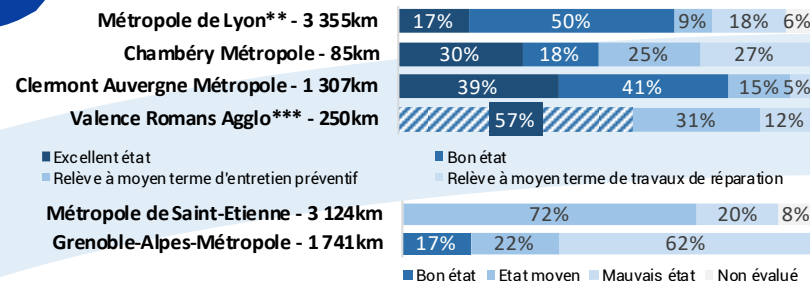 Métropole de Lyon** - 3 355km 17% 50% 9% 18% 6%
Chambéry Métropole - 85km 30% 18% 25% 27%
Clermont Auvergne Métropole - 1 307km 39% 41% 15% 5%
Valence Romans Agglo*** - 250km 57% 31% 12%
Excellent état Bon état
Relève à moyen terme d'entretien préventif Relève à moyen terme de travaux de réparation
Métropole de Saint-Etienne - 3 124km 72% 20% 8%
Grenoble-Alpes-Métropole - 1 741km 17% 22% 62%
Bon état Etat moyen Mauvais état Non évalué